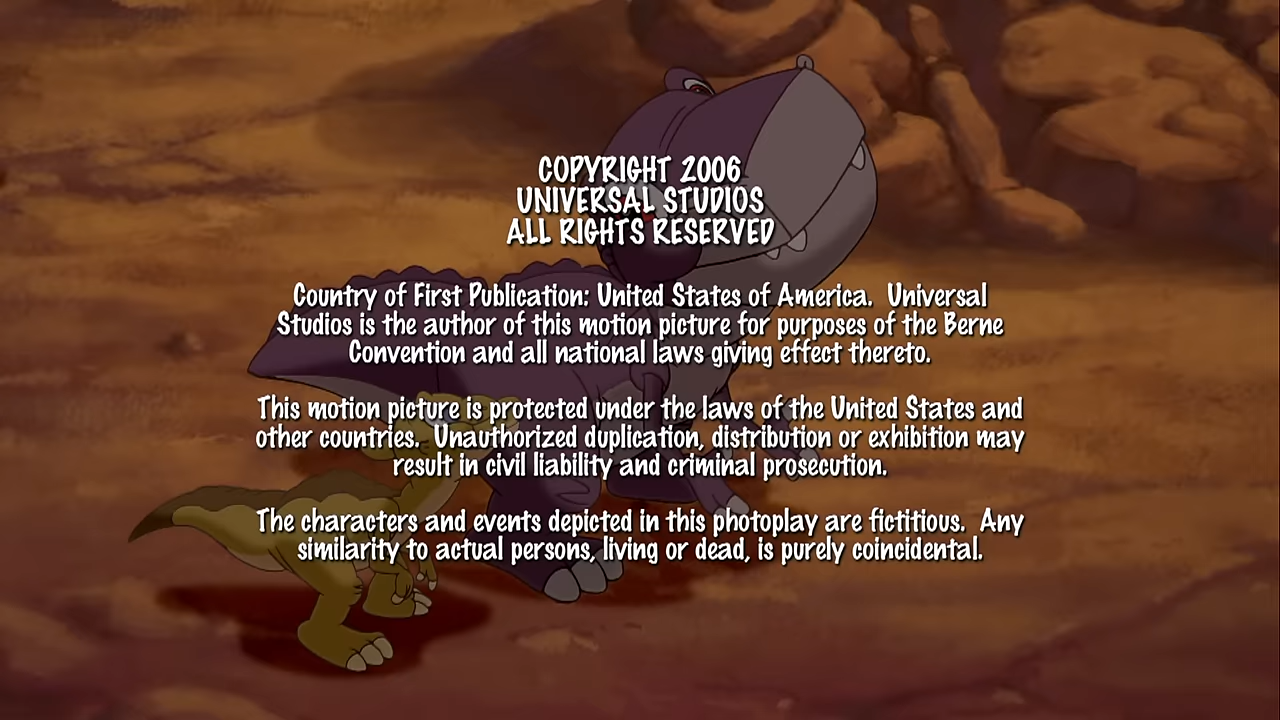 COPYRIGHT 2006
UNIVERSAL STUDIOS
ALL RIGHTS RESERVED
Country of First Publication: United States of America.  Universal
Studios is the author of this motion picture for purposes of the Berne
Convention and all national laws giving effect thereto.
This motion picture is protected under the laws of the United States and
other countries.  Unauthorized duplication, distribution or exhibition may
result in civil liability and criminal prosecution.
The characters and events depicted in this photoplay are fictitious.  Any
similarity to actual persons, living or dead, is purely coincidental.